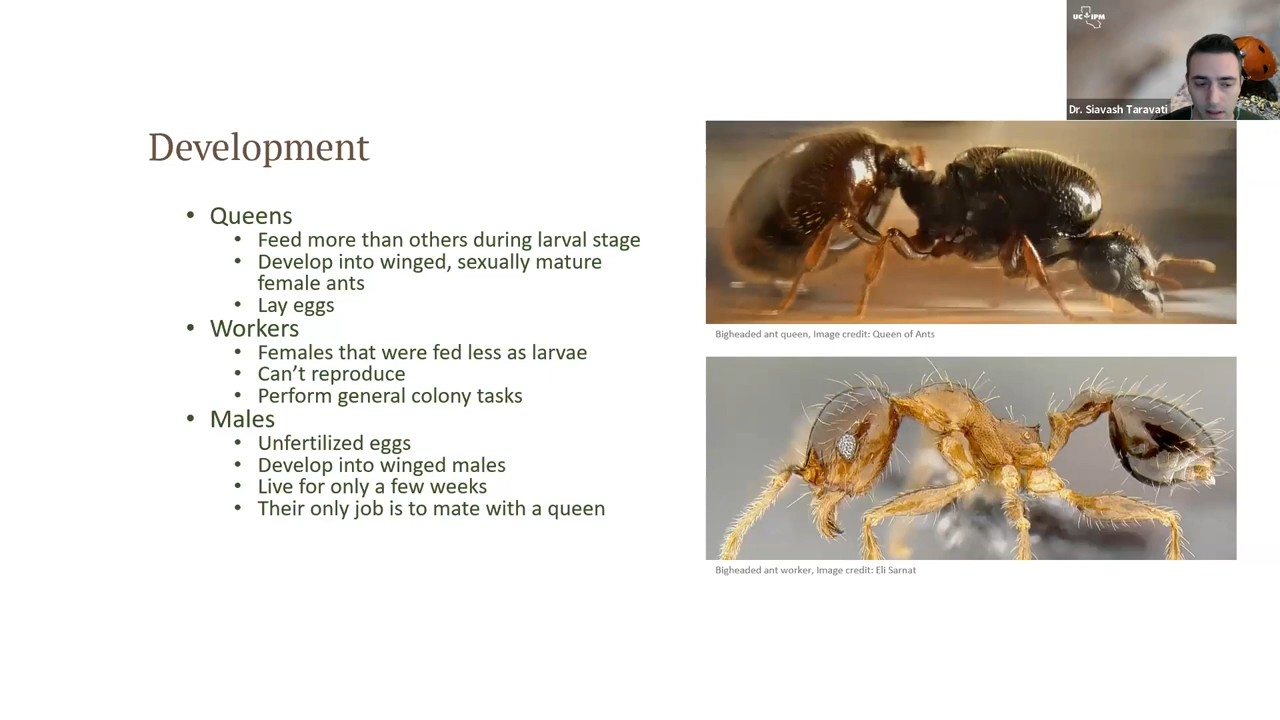 UC IPM
Dr. Siavash Taravati
Development
• Queens
• Feed more than others during larval stage
• Develop into winged, sexually mature
female ants
• Lay eggs
• Workers
• Females that were fed less as larvae
• Can’t reproduce
• Perform general colony tasks
• Males
• Unfertilized eggs
• Develop into winged males
• Live for only a few weeks
• Their only job is to mate with a queen
Bigheaded ant queen, Image credit: Queen of Ants
Bigheaded ant worker, Image credit: Eli Sarnat